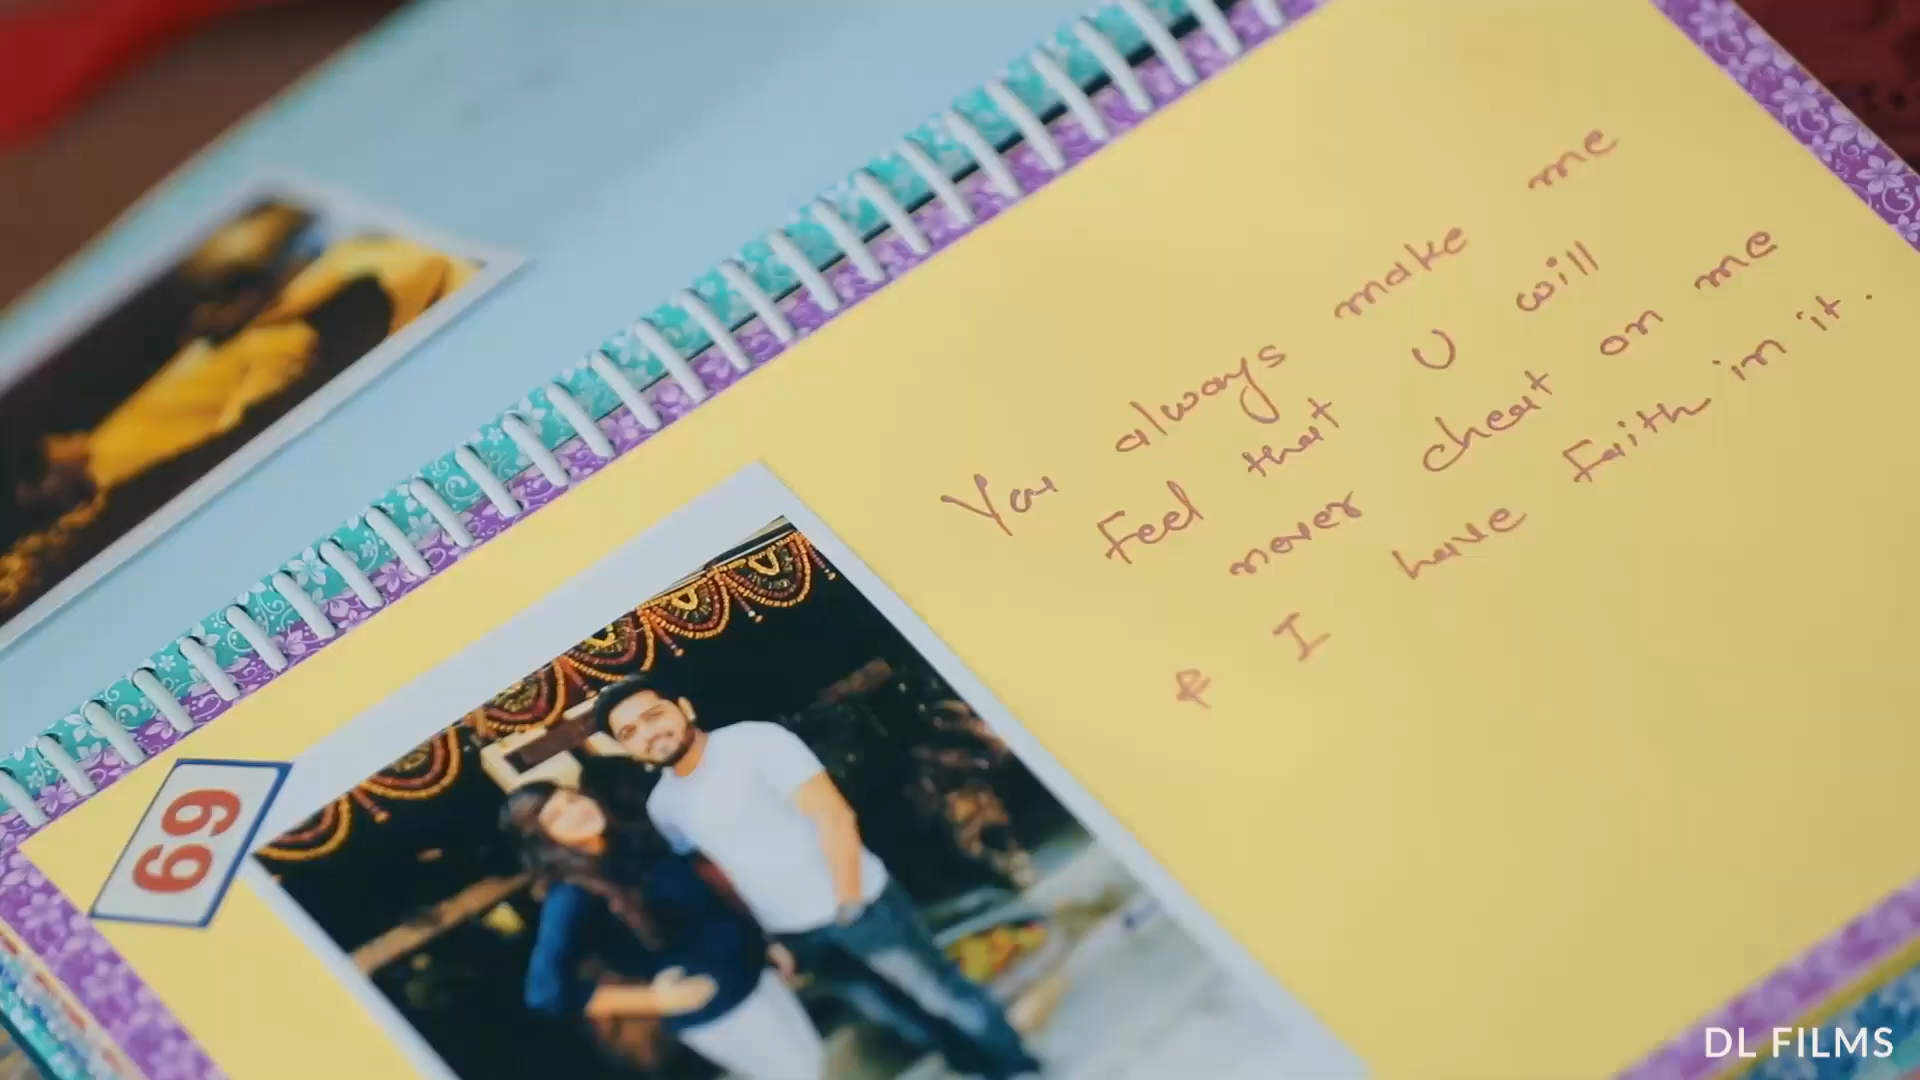 You always make me
Feel that U will
never cheat on me
& I have Faith in it.
69
DL FILMS